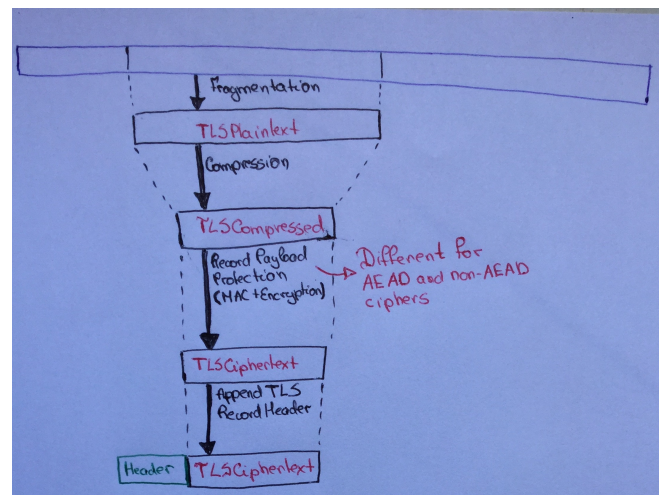 Fragmentation
TLSPlaintext
Compression
TLSCompressed
Record Payload
Protection
(MAC+Encryption)
Different for
AEAD and non-AEAD
ciphers
TLSCiphertext
Append TLS
Record Header
Header
TLSCiphertext